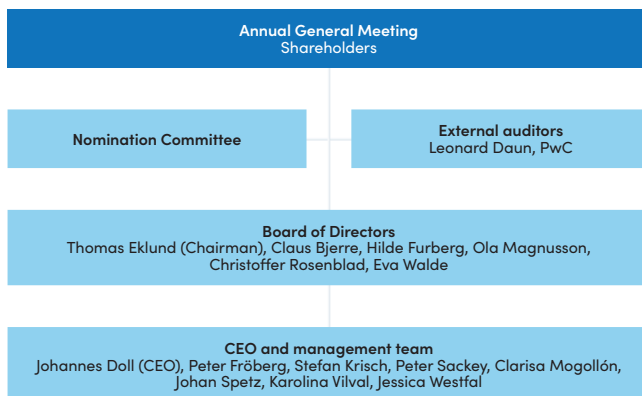 Annual General Meeting
Shareholders
Nomination Committee
External auditors
Leonard Daun, PwC
Board of Directors
Thomas Eklund (Chairman), Claus Bjerre, Hilde Furberg, Ola Magnusson,
Christoffer Rosenblad, Eva Walde
CEO and management team
Johannes Doll (CEO), Peter Fröberg, Stefan Krisch, Peter Sackey, Clarisa Mogollón,
Johan Spetz, Karolina Vilval, Jessica Westfal